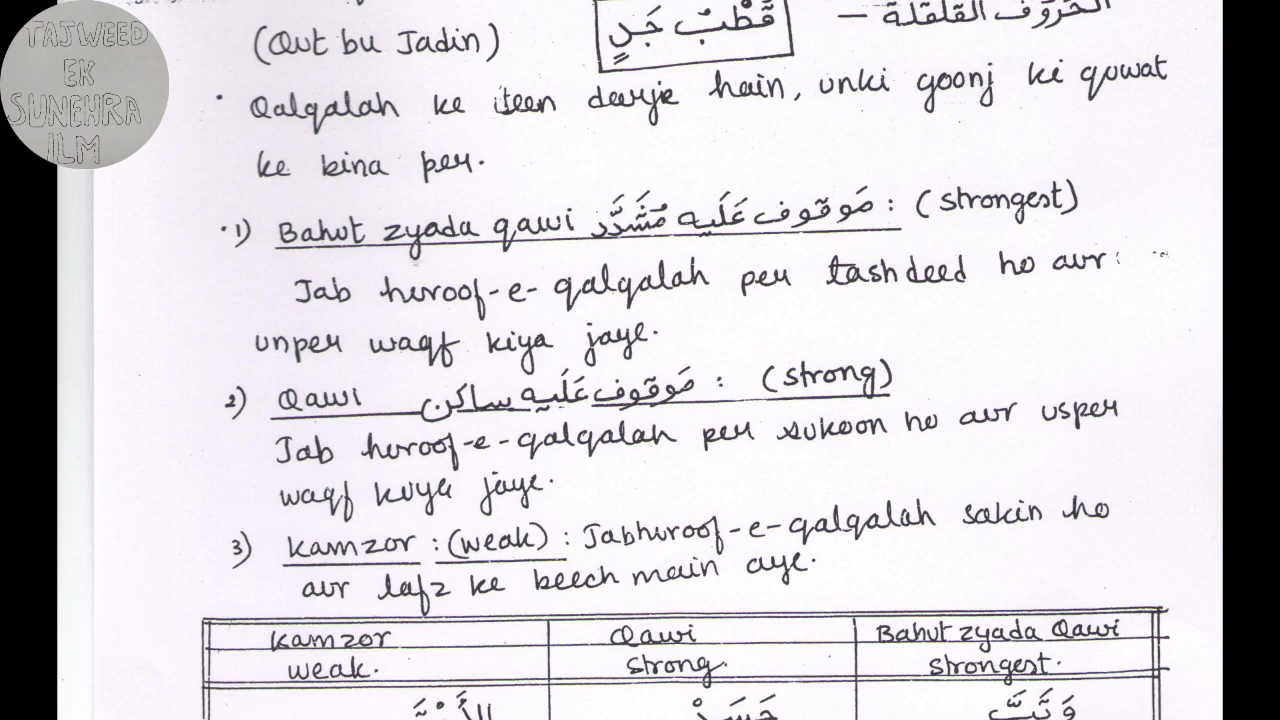 TAJWEED
EK
SUNEHRA
ILM
الحُرُوف القلقلة —
(Qut bu Jadin) قُطْبُ جَدٍ
• Qalqalah ke teen darje hain, unki goonj ki quwat
ke bina per.
1) Bahut zyada qawi مَوقوف عَلَيه مُشَدَّد : (strongest)
Jab huroof-e-qalqalah per tashdeed ho aur
unper waqf kiya jaye.
2) Qawi مَوقوف عَلَيه ساكن : (strong)
Jab huroof-e-qalqalah per sukoon ho aur usper
waqf kiya jaye.
3) Kamzor : (weak) : Jab huroof-e-qalqalah sakin ho
aur lafz ke beech main aye.
Kamzor weak. Qawi strong. Bahut zyada Qawi strongest.
حَسَدْ وَتَبَّ